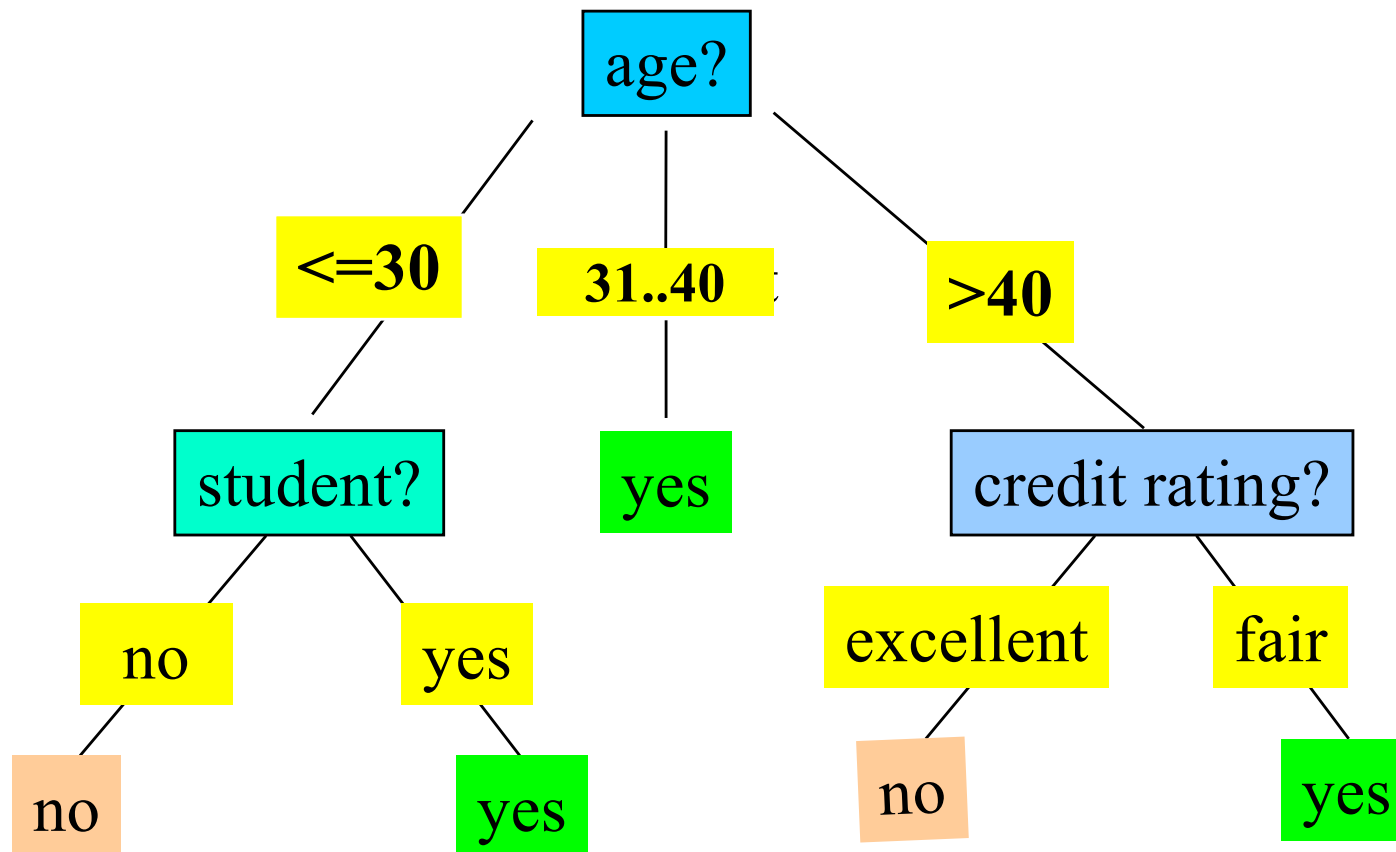 age?
<=30
31..40
>40
student?
yes
credit rating?
no
yes
excellent
fair
no
yes
no
yes